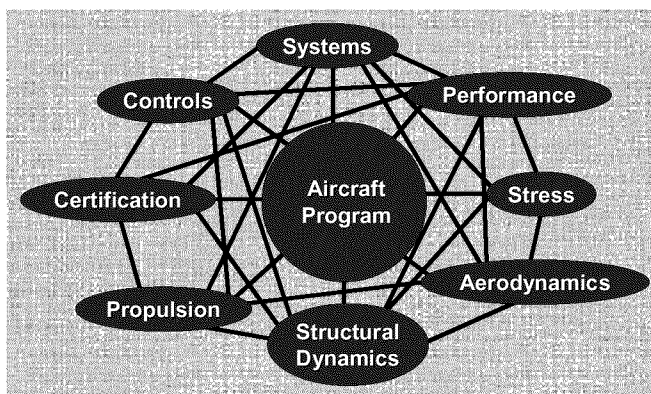 Systems
Controls
Performance
Certification
Aircraft
Program
Stress
Propulsion
Aerodynamics
Structural
Dynamics